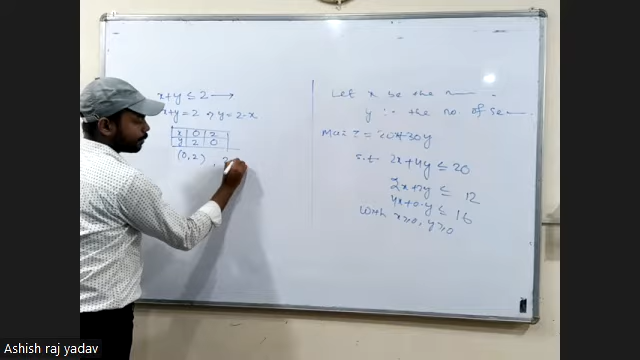 x+y ≤ 2 →
x+y = 2 ⇒ y = 2-x
x 0 2
y 2 0
(0,2) ,
Let x be the
y :- the no. of
Max Z = 20x+30y
s.t. 2x+4y ≤ 20
≤ 12
4x+0.y ≤ 16
with x≥0, y≥0
Ashish raj yadav